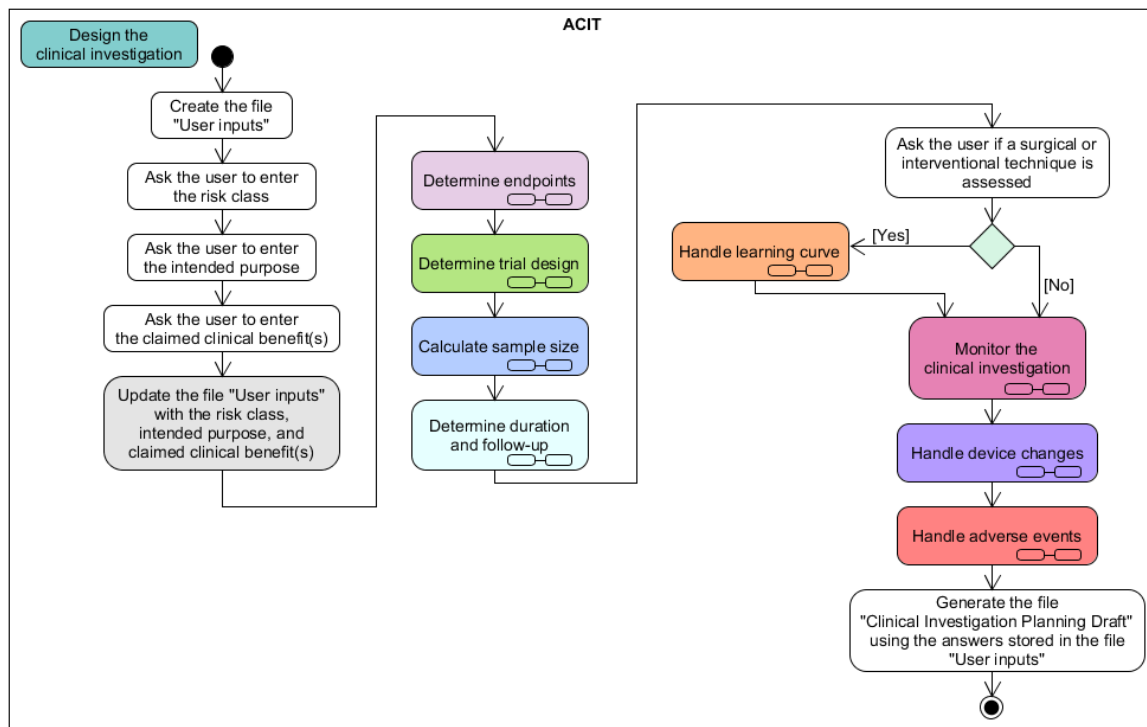 ACIT
Design the
clinical investigation
Create the file
"User inputs"
Ask the user to enter
the risk class
Ask the user to enter
the intended purpose
Ask the user to enter
the claimed clinical benefit(s)
Update the file "User inputs"
with the risk class,
intended purpose, and
claimed clinical benefit(s)
Determine endpoints
Determine trial design
Calculate sample size
Determine duration
and follow-up
Ask the user if a surgical or
interventional technique is
assessed
[Yes]
Handle learning curve
[No]
Monitor the
clinical investigation
Handle device changes
Handle adverse events
Generate the file
"Clinical Investigation Planning Draft"
using the answers stored in the file
"User inputs"